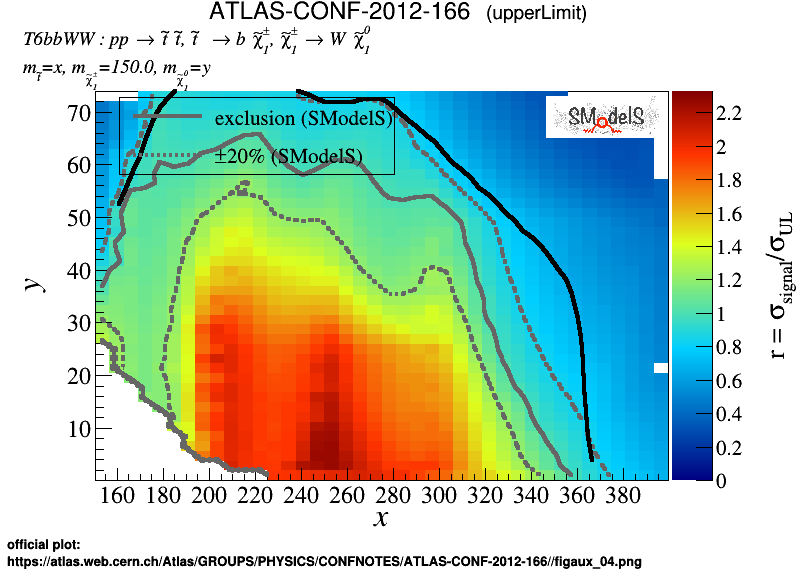 ATLAS-CONF-2012-166 (upperLimit)
T6bbWW : pp → t̃ t̃, t̃ → b χ̃₁±, χ̃₁± → W χ̃₁⁰
m_t̃=x, m_χ̃₁±=150.0, m_χ̃₁⁰=y
exclusion (SModelS)
±20% (SModelS)
SModelS
70
60
50
40
30
20
10
y
160 180 200 220 240 260 280 300 320 340 360 380
x
2.2
2
1.8
1.6
1.4
1.2
1
0.8
0.6
0.4
0.2
0
r = σ_signal/σ_UL
official plot:
https://atlas.web.cern.ch/Atlas/GROUPS/PHYSICS/CONFNOTES/ATLAS-CONF-2012-166//figaux_04.png